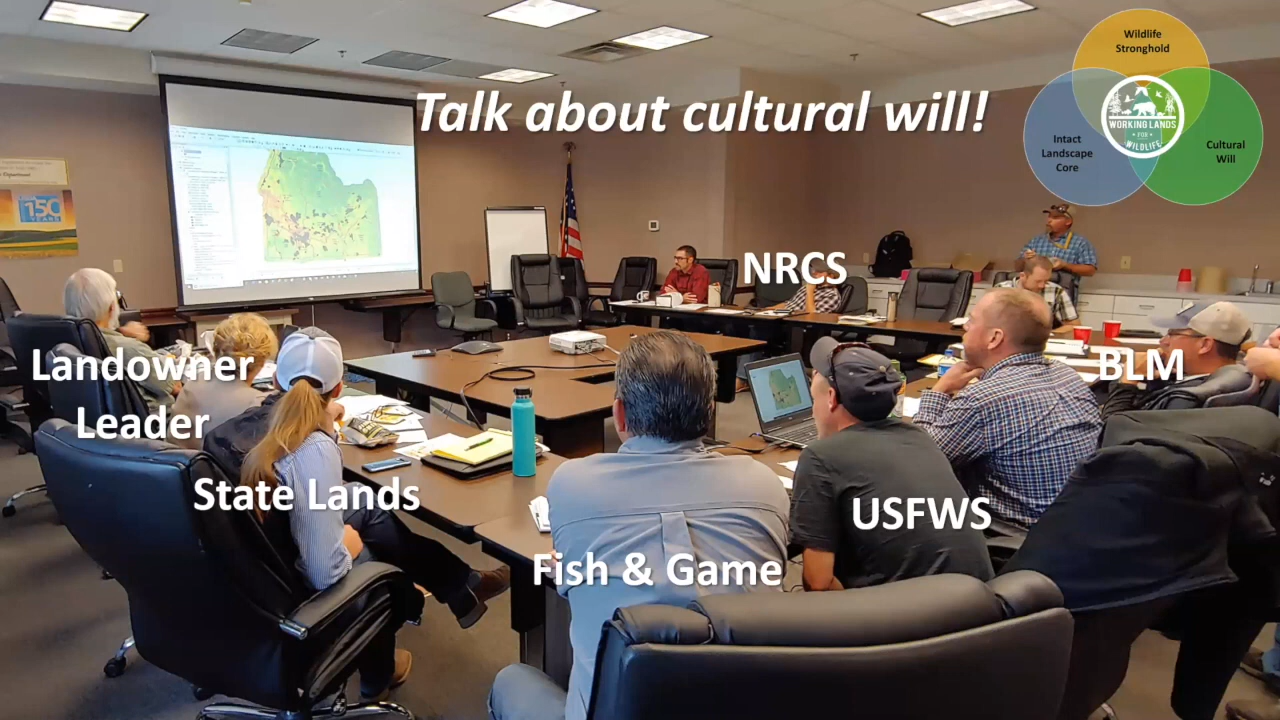 Talk about cultural will!
Wildlife
Stronghold
Intact
Landscape
Core
WORKING LANDS
FOR
WILDLIFE
Cultural
Will
150
YEARS
NRCS
Landowner
Leader
BLM
State Lands
USFWS
Fish & Game